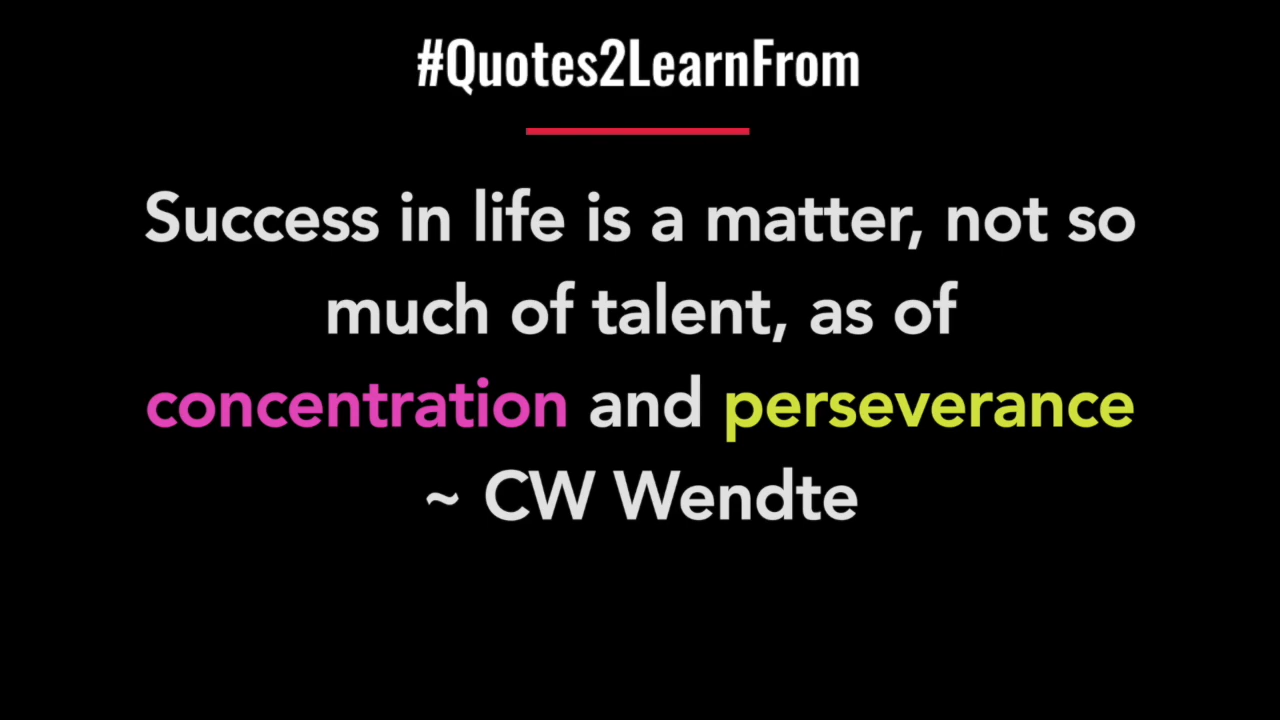 #Quotes2LearnFrom
Success in life is a matter, not so
much of talent, as of
concentration and perseverance
~ CW Wendte